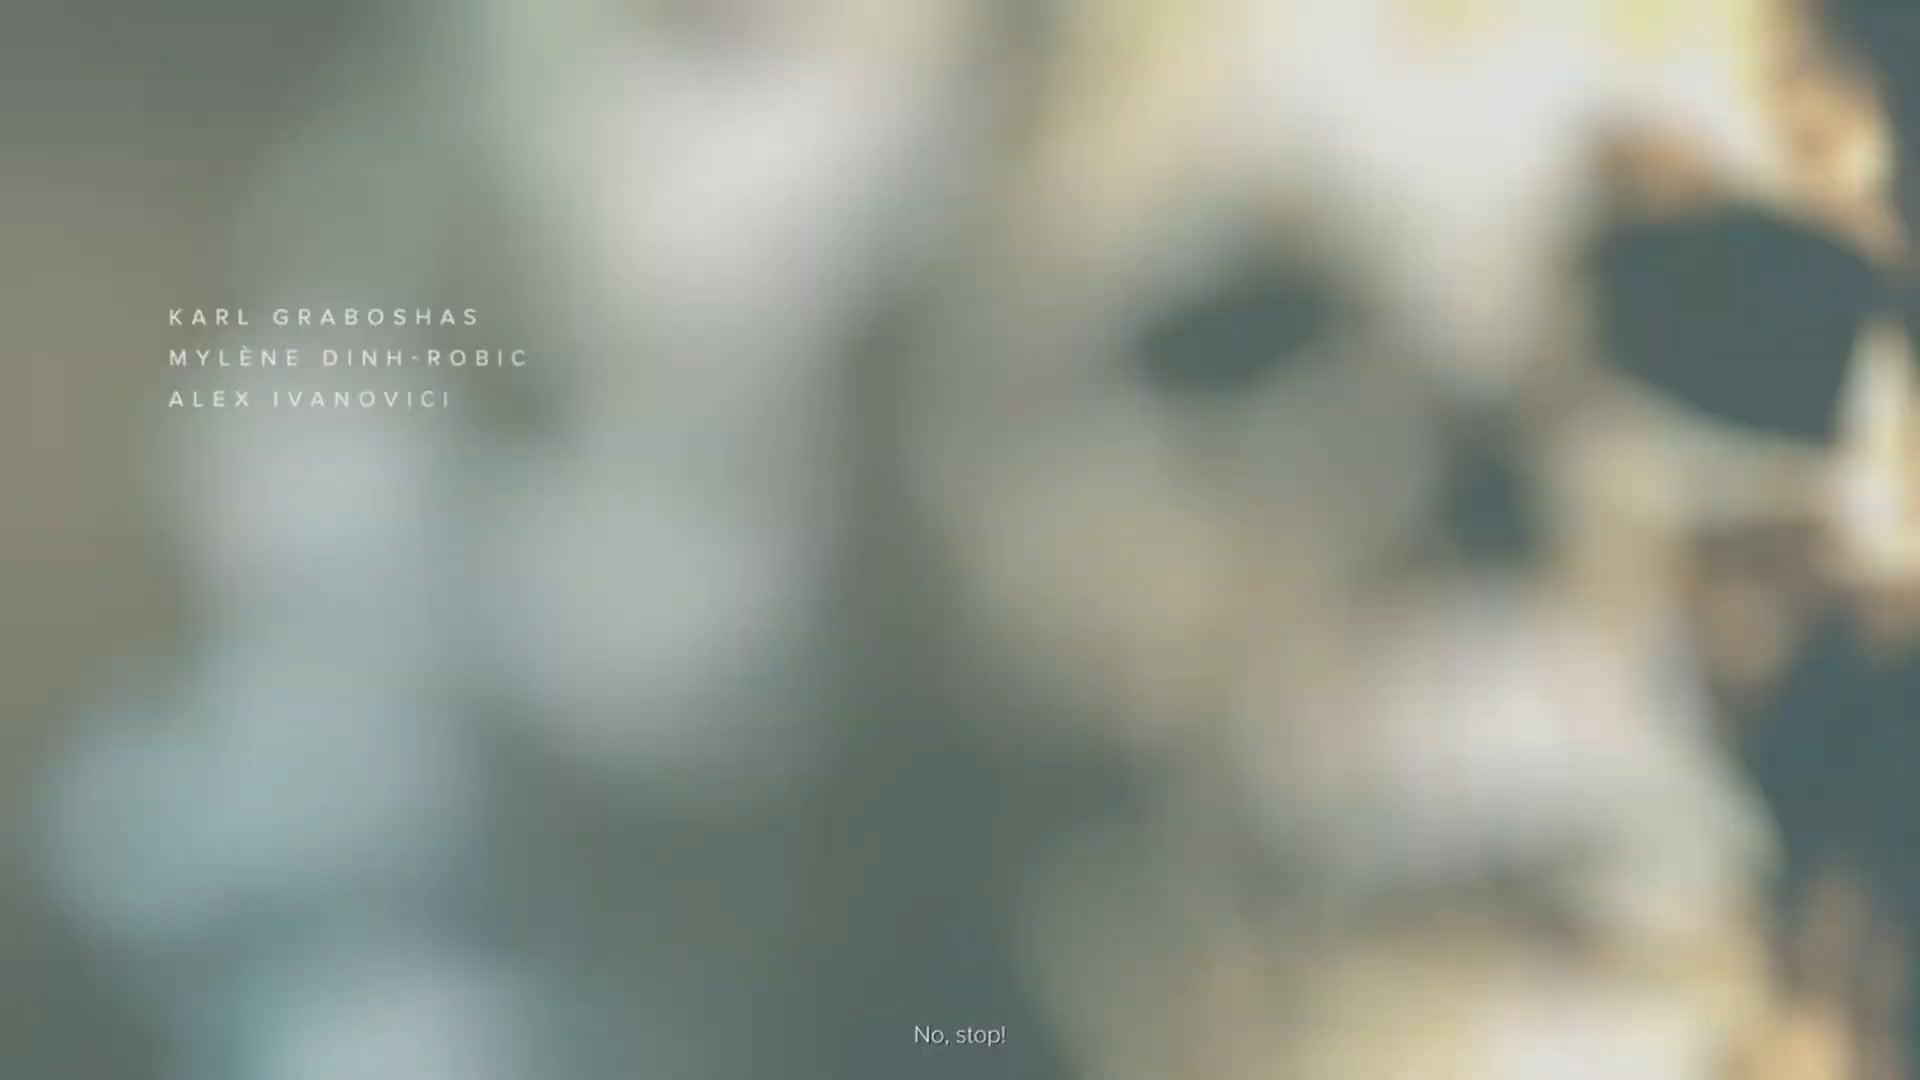 KARL GRABOSHAS
MYLÈNE DINH-ROBIC
ALEX IVANOVICI
No, stop!